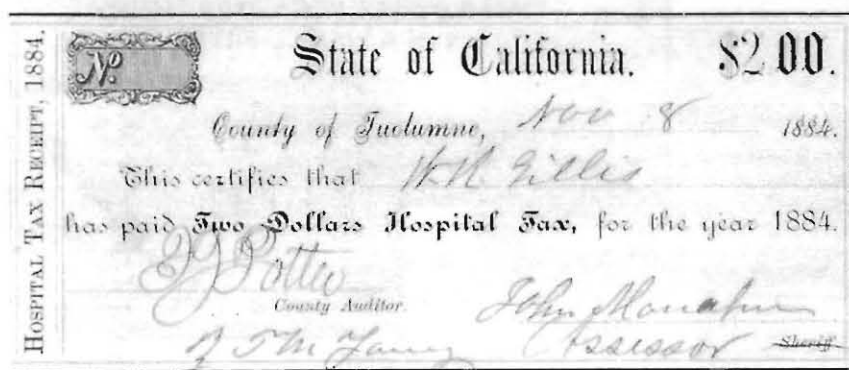 HOSPITAL TAX RECEIPT, 1884.
No. State of California. $2.00.
County of Tuolumne, Nov 8 1884.
This certifies that Gillis
has paid Two Dollars Hospital Tax, for the year 1884.
Potter
County Auditor.
John
Assessor Sheriff